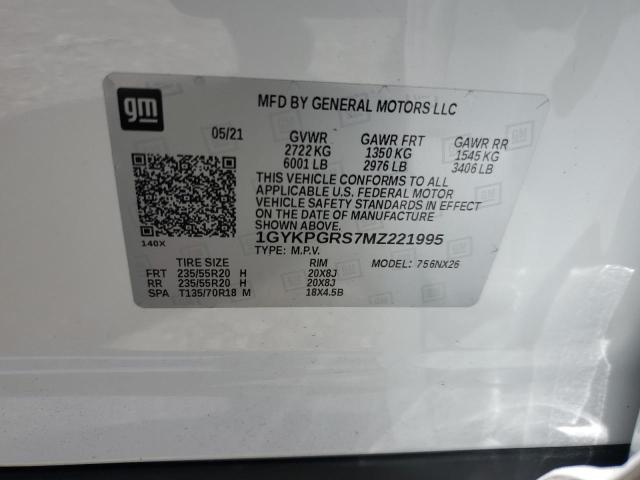 gm
MFD BY GENERAL MOTORS LLC
05/21 GVWR GAWR FRT GAWR RR
2722 KG 1350 KG 1545 KG
6001 LB 2976 LB 3406 LB
THIS VEHICLE CONFORMS TO ALL
APPLICABLE U.S. FEDERAL MOTOR
VEHICLE SAFETY STANDARDS IN
EFFECT ON THE DATE OF MANUFACTURE
SHOWN ABOVE.
1GYKPGRS7MZ221995
140X
TYPE: M.P.V.
TIRE SIZE RIM MODEL: 756NX26
FRT 235/55R20 H 20X8J
RR 235/55R20 H 20X8J
SPA T135/70R18 M 18X4.5B